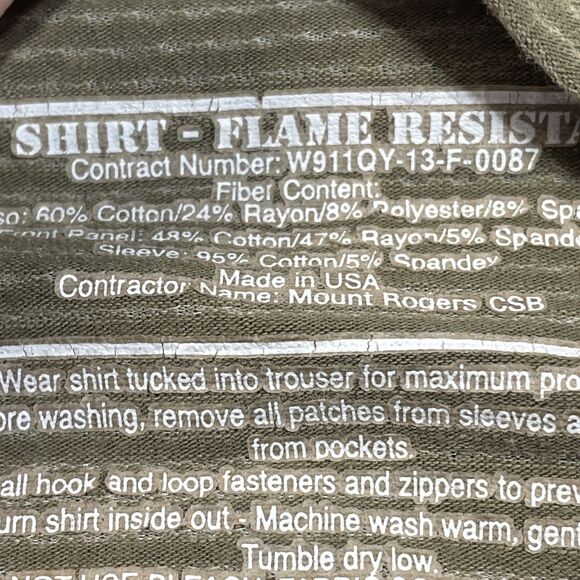 SHIRT - FLAME RESISTA
Contract Number: W911QY-13-F-0087
Fiber Content:
so: 60% Cotton/24% Rayon/8% Polyester/8% Spa
Front Panel: 48% Cotton/47% Rayon/5% Spandex
Sleeve: 95% Cotton/5% Spandex
Made in USA
Contractor Name: Mount Rogers CSB
Wear shirt tucked into trouser for maximum pro
ore washing, remove all patches from sleeves a
from pockets.
all hook and loop fasteners and zippers to prev
urn shirt inside out - Machine wash warm, gent
Tumble dry low.
NOT USE BLEACH